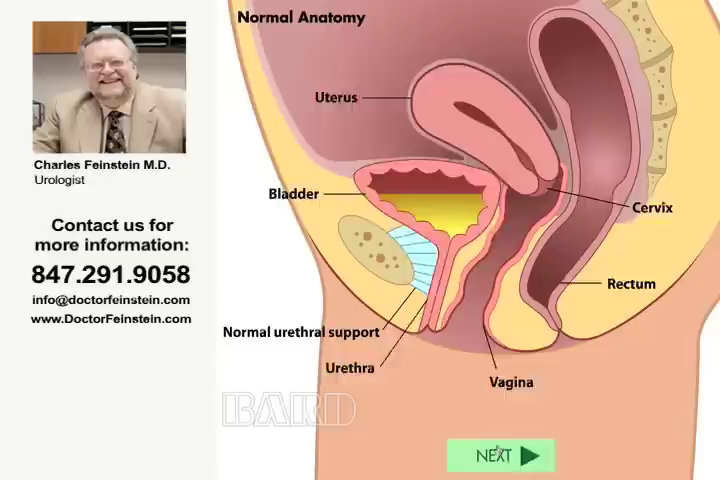 Normal Anatomy
Uterus
Bladder
Cervix
Rectum
Normal urethral support
Urethra
Vagina
Charles Feinstein M.D.
Urologist
Contact us for
more information:
847.291.9058
info@doctorfeinstein.com
www.DoctorFeinstein.com
BARD
NEXT